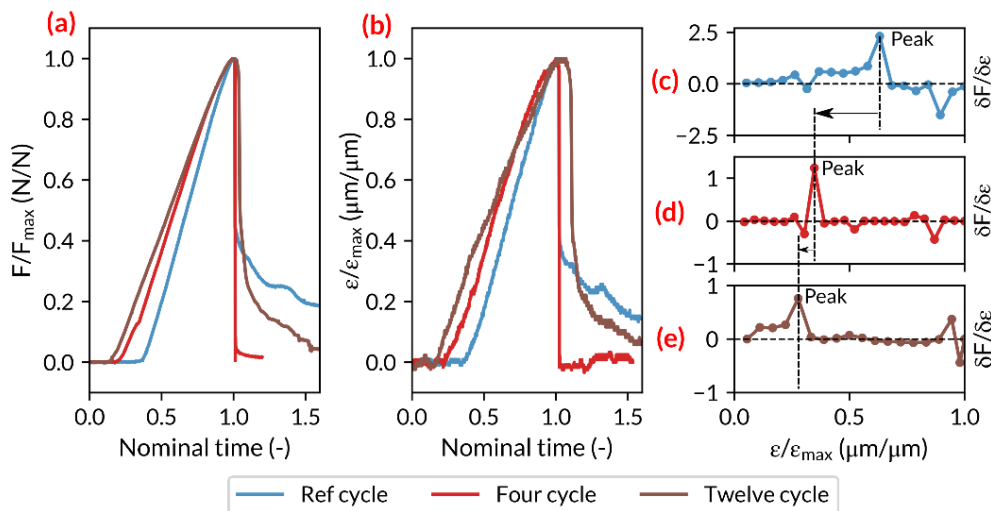 (a)
F/Fmax (N/N)
1.0
0.8
0.6
0.4
0.2
0.0
0.0 0.5 1.0 1.5
Nominal time (-)
(b)
ε/εmax (μm/μm)
1.0
0.8
0.6
0.4
0.2
0.0
0.0 0.5 1.0 1.5
Nominal time (-)
(c)
2.5
0.0
−2.5
Peak
δF/δε
(d)
1
0
−1
Peak
δF/δε
(e)
1
0
−1
Peak
δF/δε
0.0 0.5 1.0
ε/εmax (μm/μm)
Ref cycle Four cycle Twelve cycle